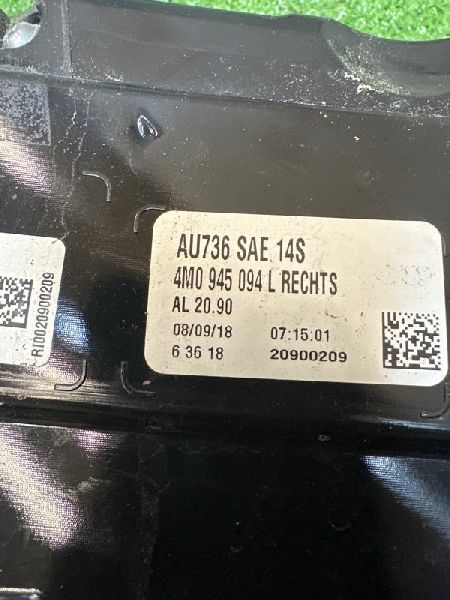 AU736 SAE 14S
4M0 945 094 L RECHTS
AL 20.90
08/09/18 07:15:01
6 36 18 20900209
RI0020900209